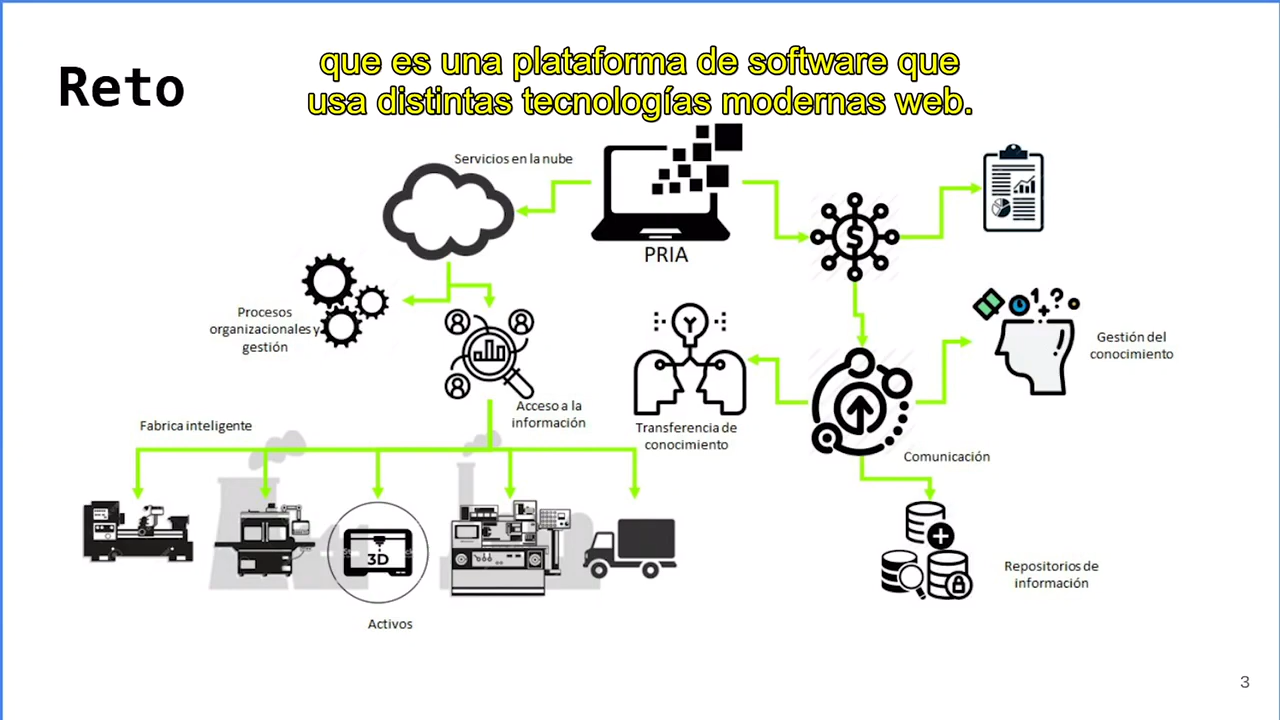 que es una plataforma de software que
usa distintas tecnologías modernas web.
Reto
Servicios en la nube
PRIA
Procesos
organizacionales y
gestión
Acceso a la
información
Transferencia de
conocimiento
Gestión del
conocimiento
Comunicación
Fabrica inteligente
3D
Activos
Repositorios de
información
3